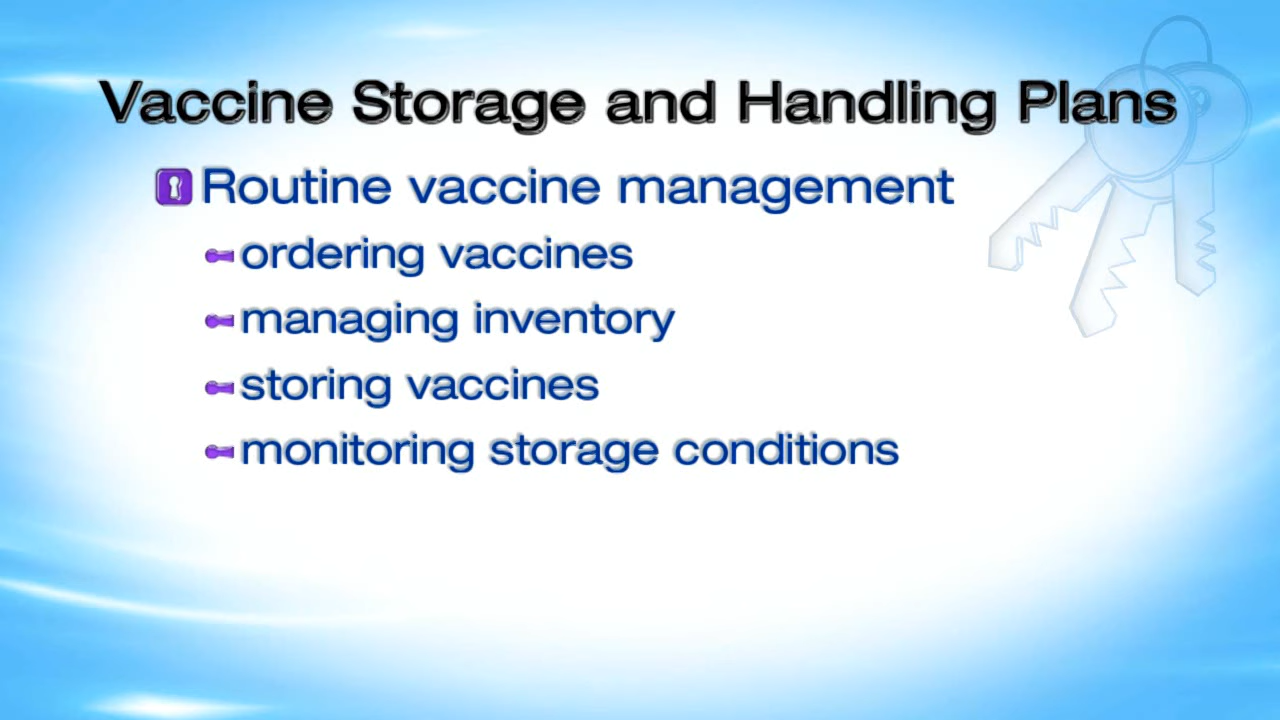 Vaccine Storage and Handling Plans
Routine vaccine management
ordering vaccines
managing inventory
storing vaccines
monitoring storage conditions